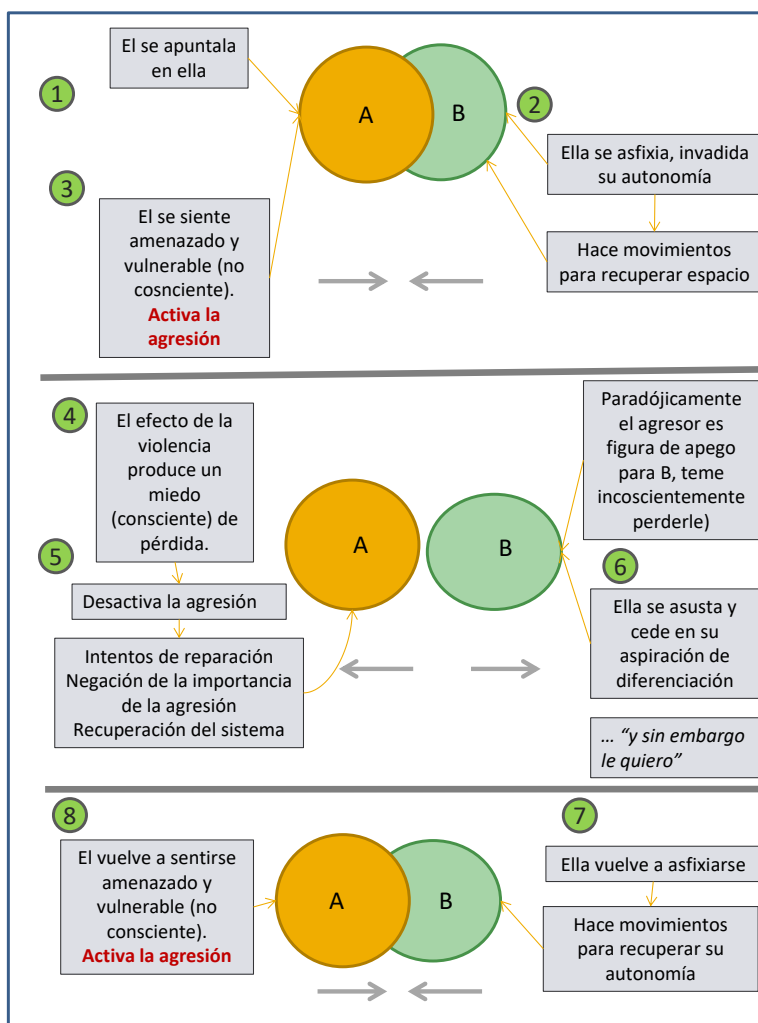 1
El se apuntala
en ella
A
B
2
Ella se asfixia, invadida
su autonomía
Hace movimientos
para recuperar espacio
3
El se siente
amenazado y
vulnerable (no
cosnciente).
Activa la
agresión
4
El efecto de la
violencia
produce un
miedo
(consciente) de
pérdida.
5
Desactiva la agresión
Intentos de reparación
Negación de la importancia
de la agresión
Recuperación del sistema
A
B
Paradójicamente
el agresor es
figura de apego
para B, teme
incoscientemente
perderle)
6
Ella se asusta y
cede en su
aspiración de
diferenciación
... “y sin embargo
le quiero”
8
El vuelve a sentirse
amenazado y
vulnerable (no
consciente).
Activa la agresión
A
B
7
Ella vuelve a asfixiarse
Hace movimientos
para recuperar su
autonomía